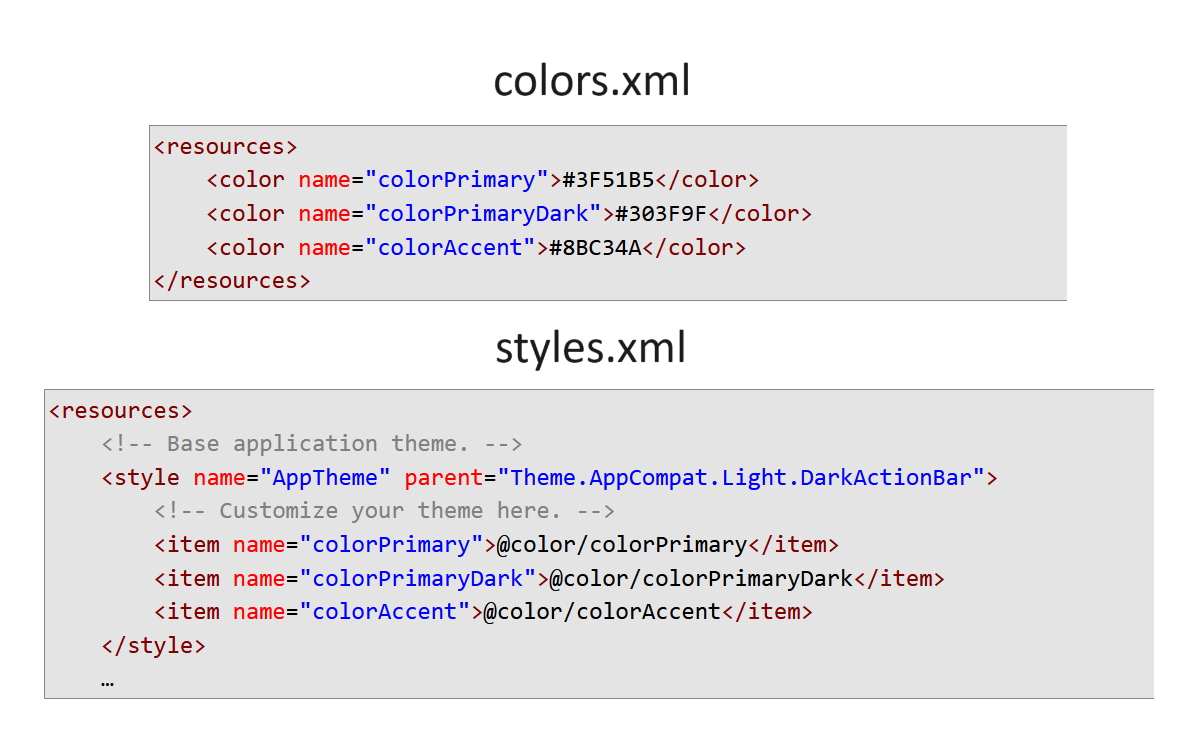 colors.xml
<resources>
    <color name="colorPrimary">#3F51B5</color>
    <color name="colorPrimaryDark">#303F9F</color>
    <color name="colorAccent">#8BC34A</color>
</resources>
styles.xml
<resources>
    <!-- Base application theme. -->
    <style name="AppTheme" parent="Theme.AppCompat.Light.DarkActionBar">
        <!-- Customize your theme here. -->
        <item name="colorPrimary">@color/colorPrimary</item>
        <item name="colorPrimaryDark">@color/colorPrimaryDark</item>
        <item name="colorAccent">@color/colorAccent</item>
    </style>
    …